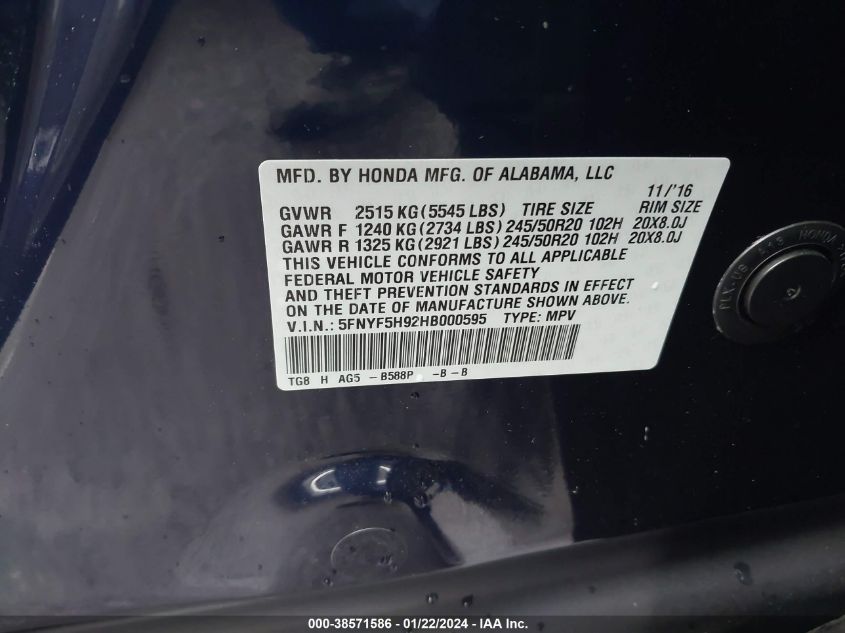 MFD. BY HONDA MFG. OF ALABAMA, LLC 11/'16
GVWR 2515 KG (5545 LBS) TIRE SIZE RIM SIZE
GAWR F 1240 KG (2734 LBS) 245/50R20 102H 20X8.0J
GAWR R 1325 KG (2921 LBS) 245/50R20 102H 20X8.0J
THIS VEHICLE CONFORMS TO ALL APPLICABLE
FEDERAL MOTOR VEHICLE SAFETY
AND THEFT PREVENTION STANDARDS IN EFFECT
ON THE DATE OF MANUFACTURE SHOWN ABOVE.
V.I.N.: 5FNYF5H92HB000595 TYPE: MPV
TG8 H AG5 -B588P -B-B
HONDA
000-38571586 - 01/22/2024 - IAA Inc.